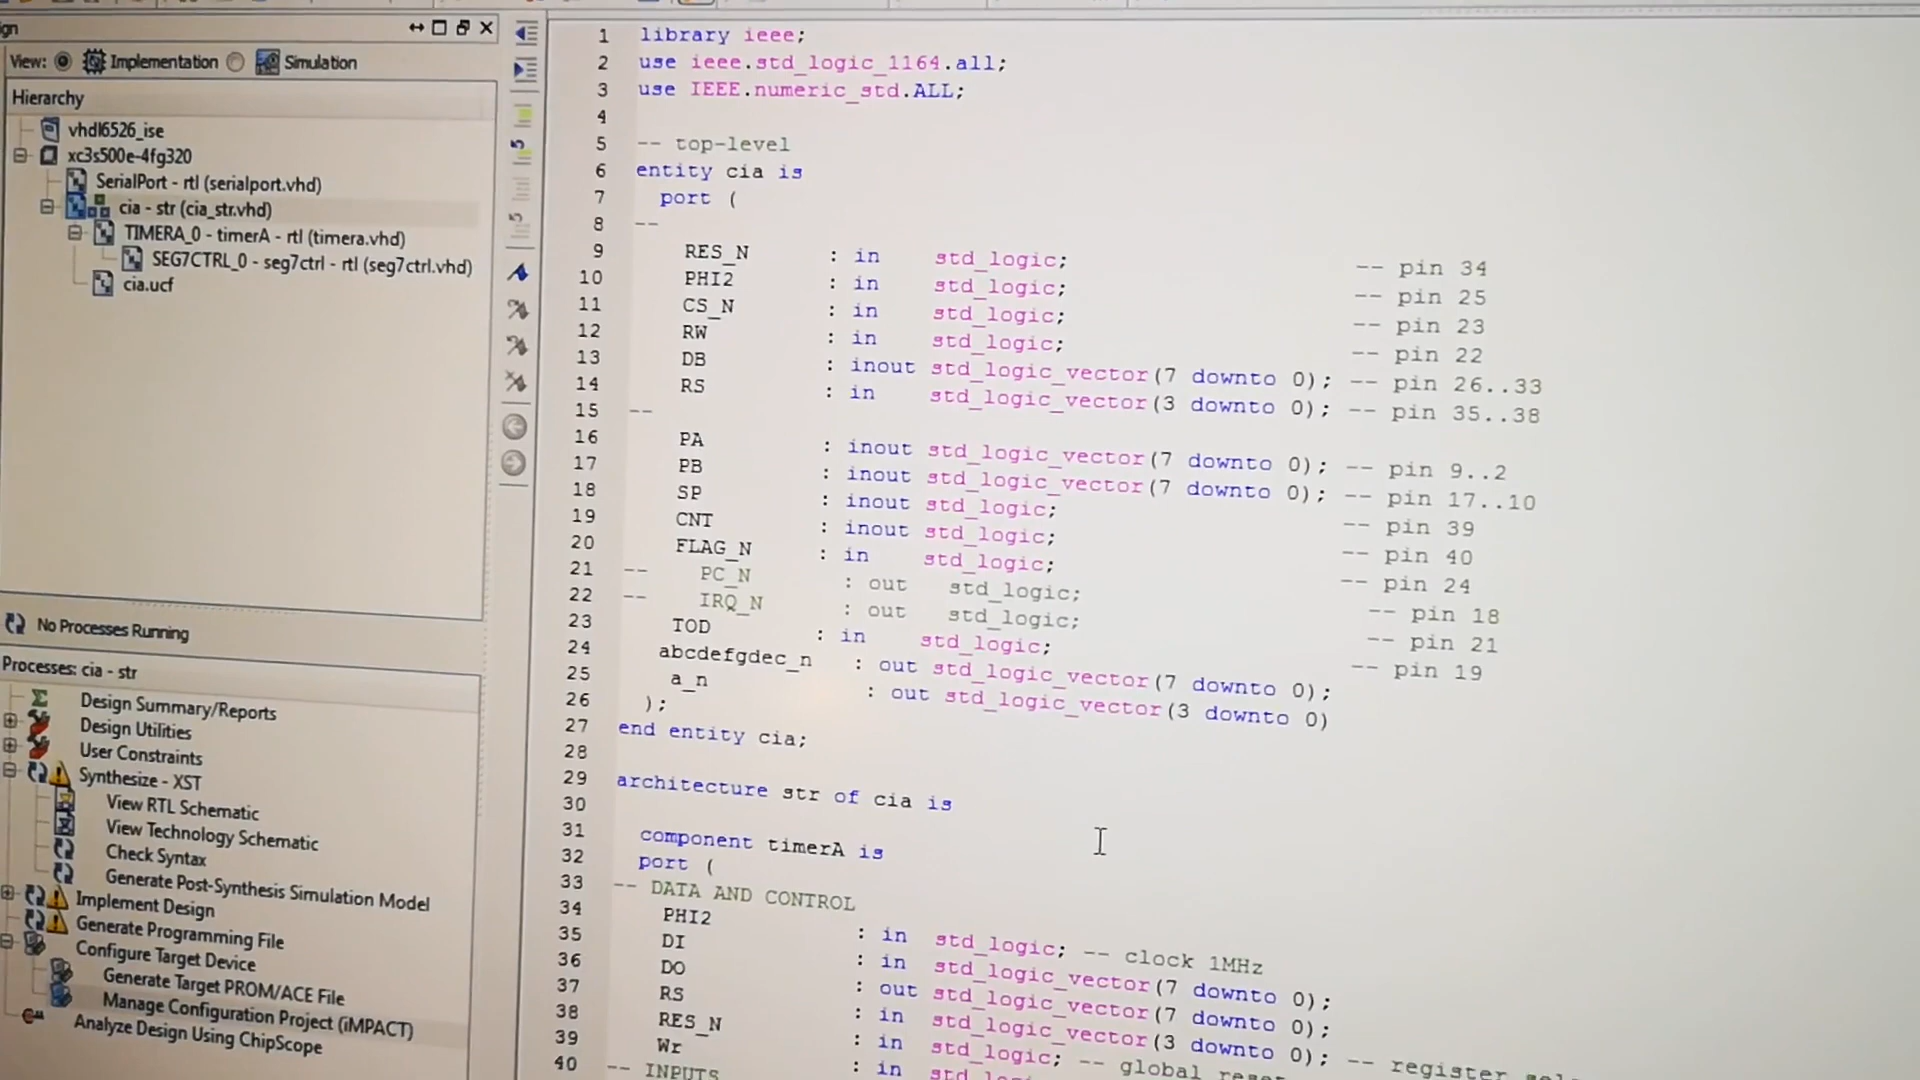 gn
View: Implementation Simulation
Hierarchy
vhdl6526_ise
xc3s500e-4fg320
SerialPort - rtl (serialport.vhd)
cia - str (cia_str.vhd)
TIMERA_0 - timerA - rtl (timera.vhd)
SEG7CTRL_0 - seg7ctrl - rtl (seg7ctrl.vhd)
cia.ucf
No Processes Running
Processes: cia - str
Design Summary/Reports
Design Utilities
User Constraints
Synthesize - XST
View RTL Schematic
View Technology Schematic
Check Syntax
Generate Post-Synthesis Simulation Model
Implement Design
Generate Programming File
Configure Target Device
Generate Target PROM/ACE File
Manage Configuration Project (iMPACT)
Analyze Design Using ChipScope
1 library ieee;
2 use ieee.std_logic_1164.all;
3 use IEEE.numeric_std.ALL;
4
5 -- top-level
6 entity cia is
7 port (
8 --
9 RES_N : in std_logic; -- pin 34
10 PHI2 : in std_logic; -- pin 25
11 CS_N : in std_logic; -- pin 23
12 RW : in std_logic; -- pin 22
13 DB : inout std_logic_vector(7 downto 0); -- pin 26..33
14 RS : in std_logic_vector(3 downto 0); -- pin 35..38
15 --
16 PA : inout std_logic_vector(7 downto 0); -- pin 9..2
17 PB : inout std_logic_vector(7 downto 0); -- pin 17..10
18 SP : inout std_logic; -- pin 39
19 CNT : inout std_logic; -- pin 40
20 FLAG_N : in std_logic; -- pin 24
21 -- PC_N : out std_logic; -- pin 18
22 -- IRQ_N : out std_logic; -- pin 21
23 TOD : in std_logic; -- pin 19
24 abcdefgdec_n : out std_logic_vector(7 downto 0);
25 a_n : out std_logic_vector(3 downto 0)
26 );
27 end entity cia;
28
29 architecture str of cia is
30
31 component timerA is
32 port (
33 -- DATA AND CONTROL
34 PHI2 : in std_logic; -- clock 1MHz
35 DI : in std_logic_vector(7 downto 0);
36 DO : out std_logic_vector(7 downto 0);
37 RS : in std_logic_vector(3 downto 0); -- register
38 RES_N : in std_logic; -- global
39 Wr : in
40 -- INPUTS